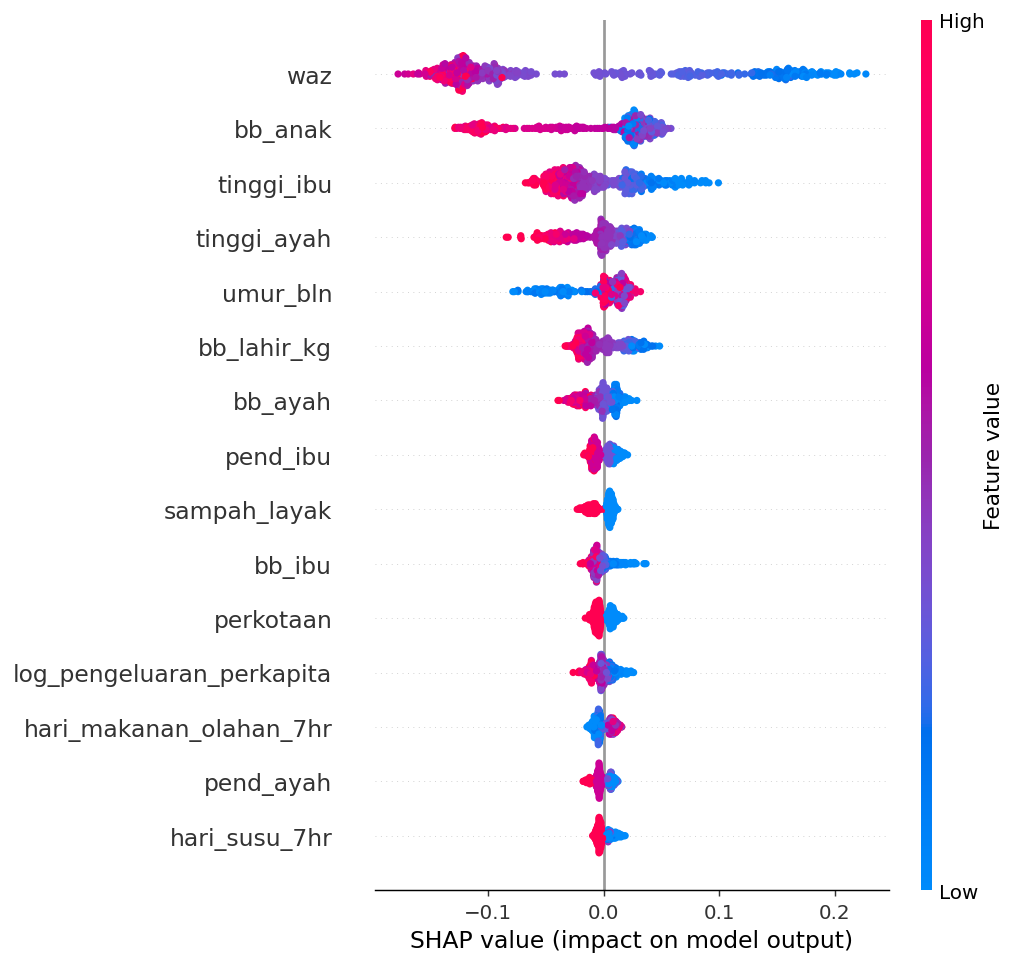 High
waz
bb_anak
tinggi_ibu
tinggi_ayah
umur_bln
bb_lahir_kg
bb_ayah
pend_ibu
sampah_layak
bb_ibu
perkotaan
log_pengeluaran_perkapita
hari_makanan_olahan_7hr
pend_ayah
hari_susu_7hr
Feature value
Low
−0.1 0.0 0.1 0.2
SHAP value (impact on model output)